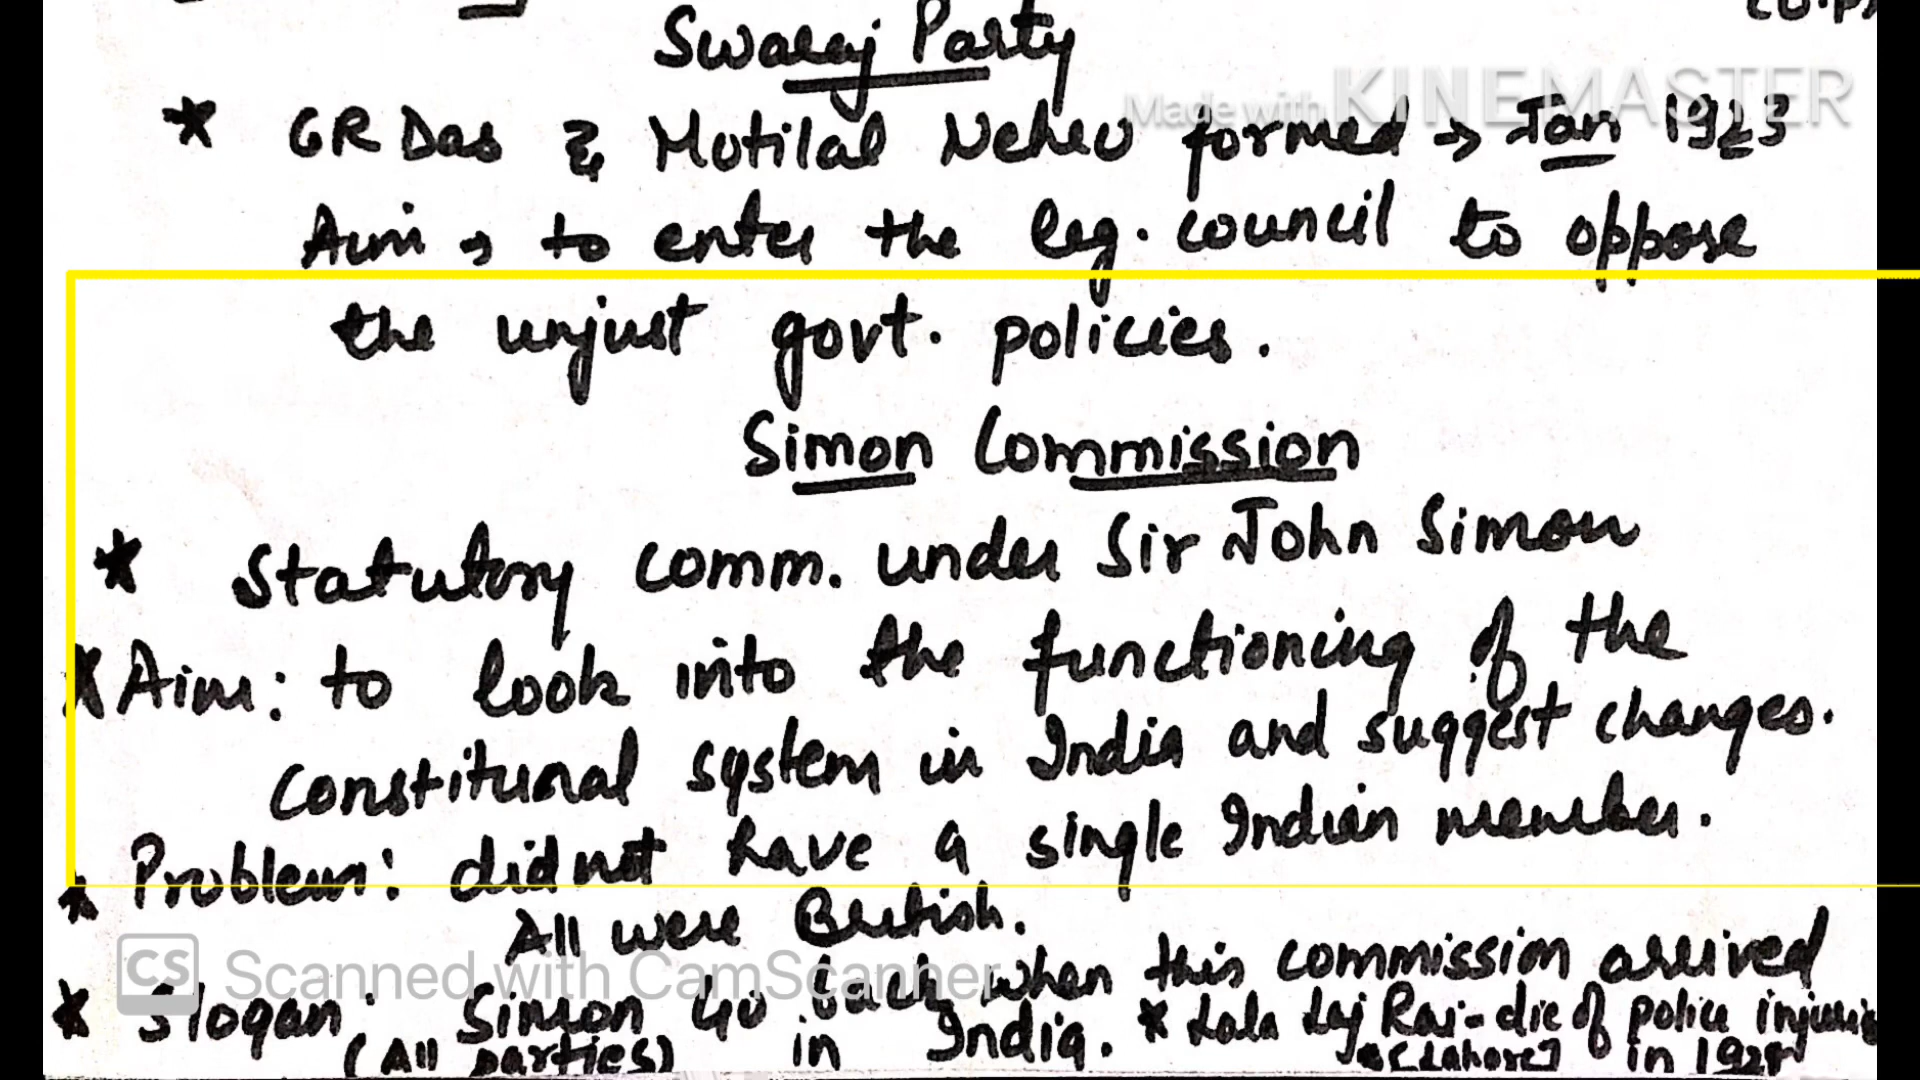 Swaraj Party
Made with KINEMASTER
* CR Das & Motilal Nehru formed → Jan 1923
Aim → to enter the leg. council to oppose
the unjust govt. policies.
Simon Commission
* Statutory comm. under Sir John Simon
* Aim: to look into the functioning of the
constitunal system in India and suggest changes.
* Problem: did not have a single Indian member.
All were British.
CS Scanned with CamScanner
* Slogan: Simon Go back when this commission arrived
(All parties) in India. * Lala Laj Rai - die of police injuries
[Lahore] in 1928